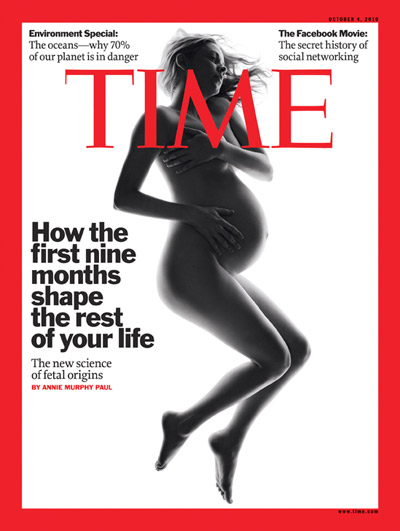 OCTOBER 4, 2010
Environment Special:
The oceans—why 70%
of our planet is in danger
The Facebook Movie:
The secret history of
social networking
TIME
How the
first nine
months
shape
the rest
of your life
The new science
of fetal origins
BY ANNIE MURPHY PAUL
www.time.com